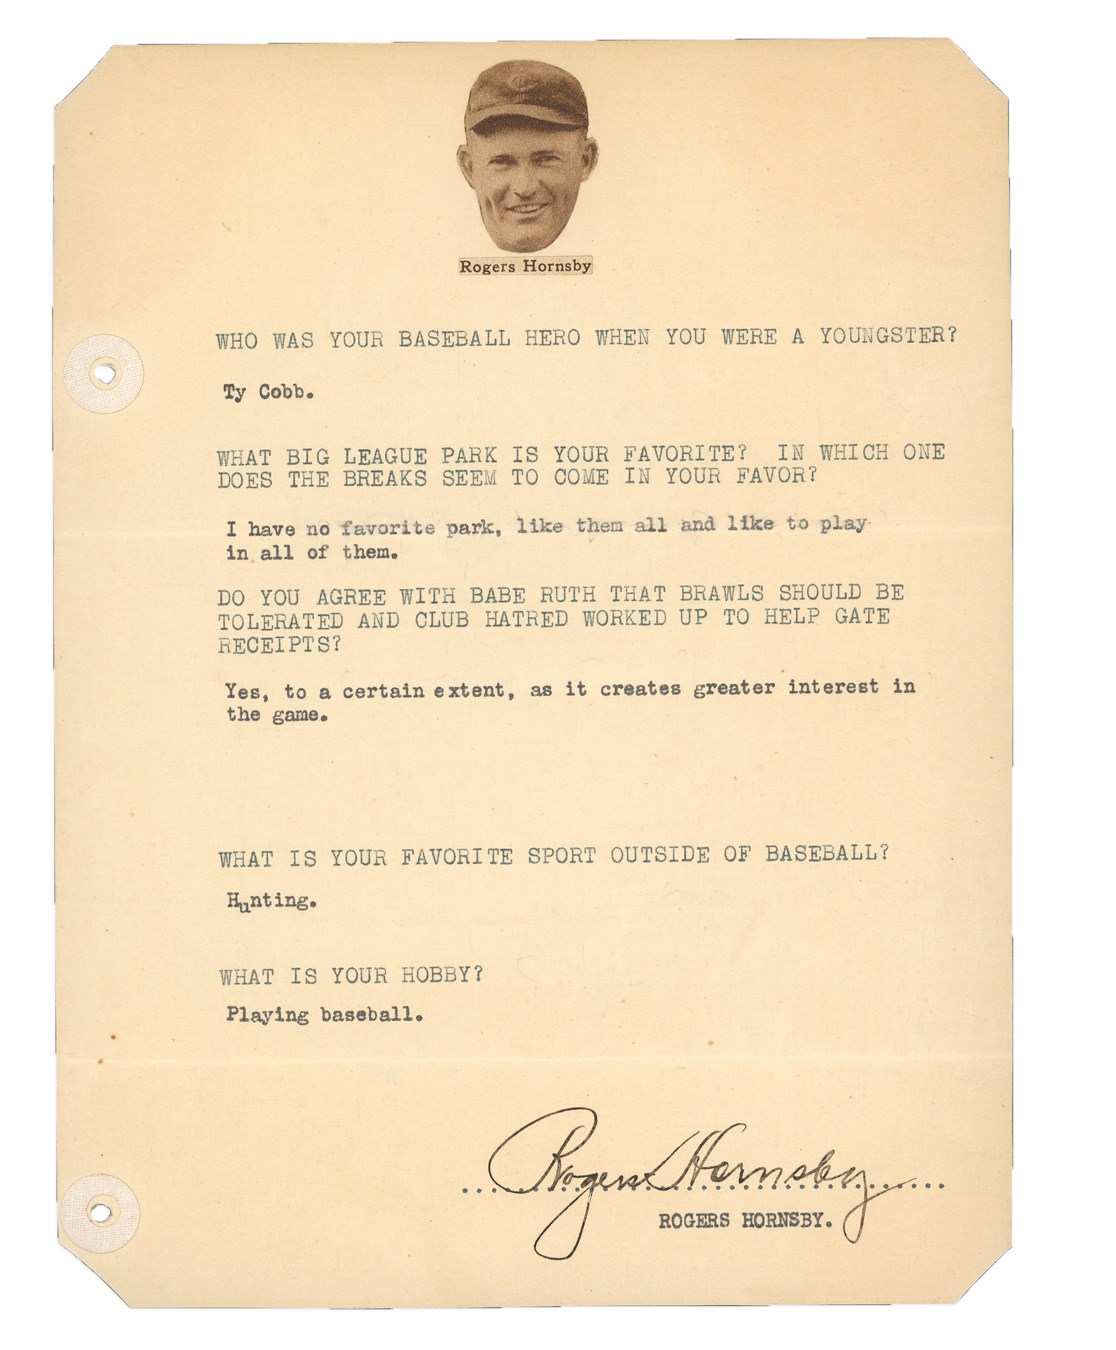 Rogers Hornsby
WHO WAS YOUR BASEBALL HERO WHEN YOU WERE A YOUNGSTER?
Ty Cobb.
WHAT BIG LEAGUE PARK IS YOUR FAVORITE? IN WHICH ONE
DOES THE BREAKS SEEM TO COME IN YOUR FAVOR?
I have no favorite park, like them all and like to play
in all of them.
DO YOU AGREE WITH BABE RUTH THAT BRAWLS SHOULD BE
TOLERATED AND CLUB HATRED WORKED UP TO HELP GATE
RECEIPTS?
Yes, to a certain extent, as it creates greater interest in
the game.
WHAT IS YOUR FAVORITE SPORT OUTSIDE OF BASEBALL?
Hunting.
WHAT IS YOUR HOBBY?
Playing baseball.
Rogers Hornsby
ROGERS HORNSBY.